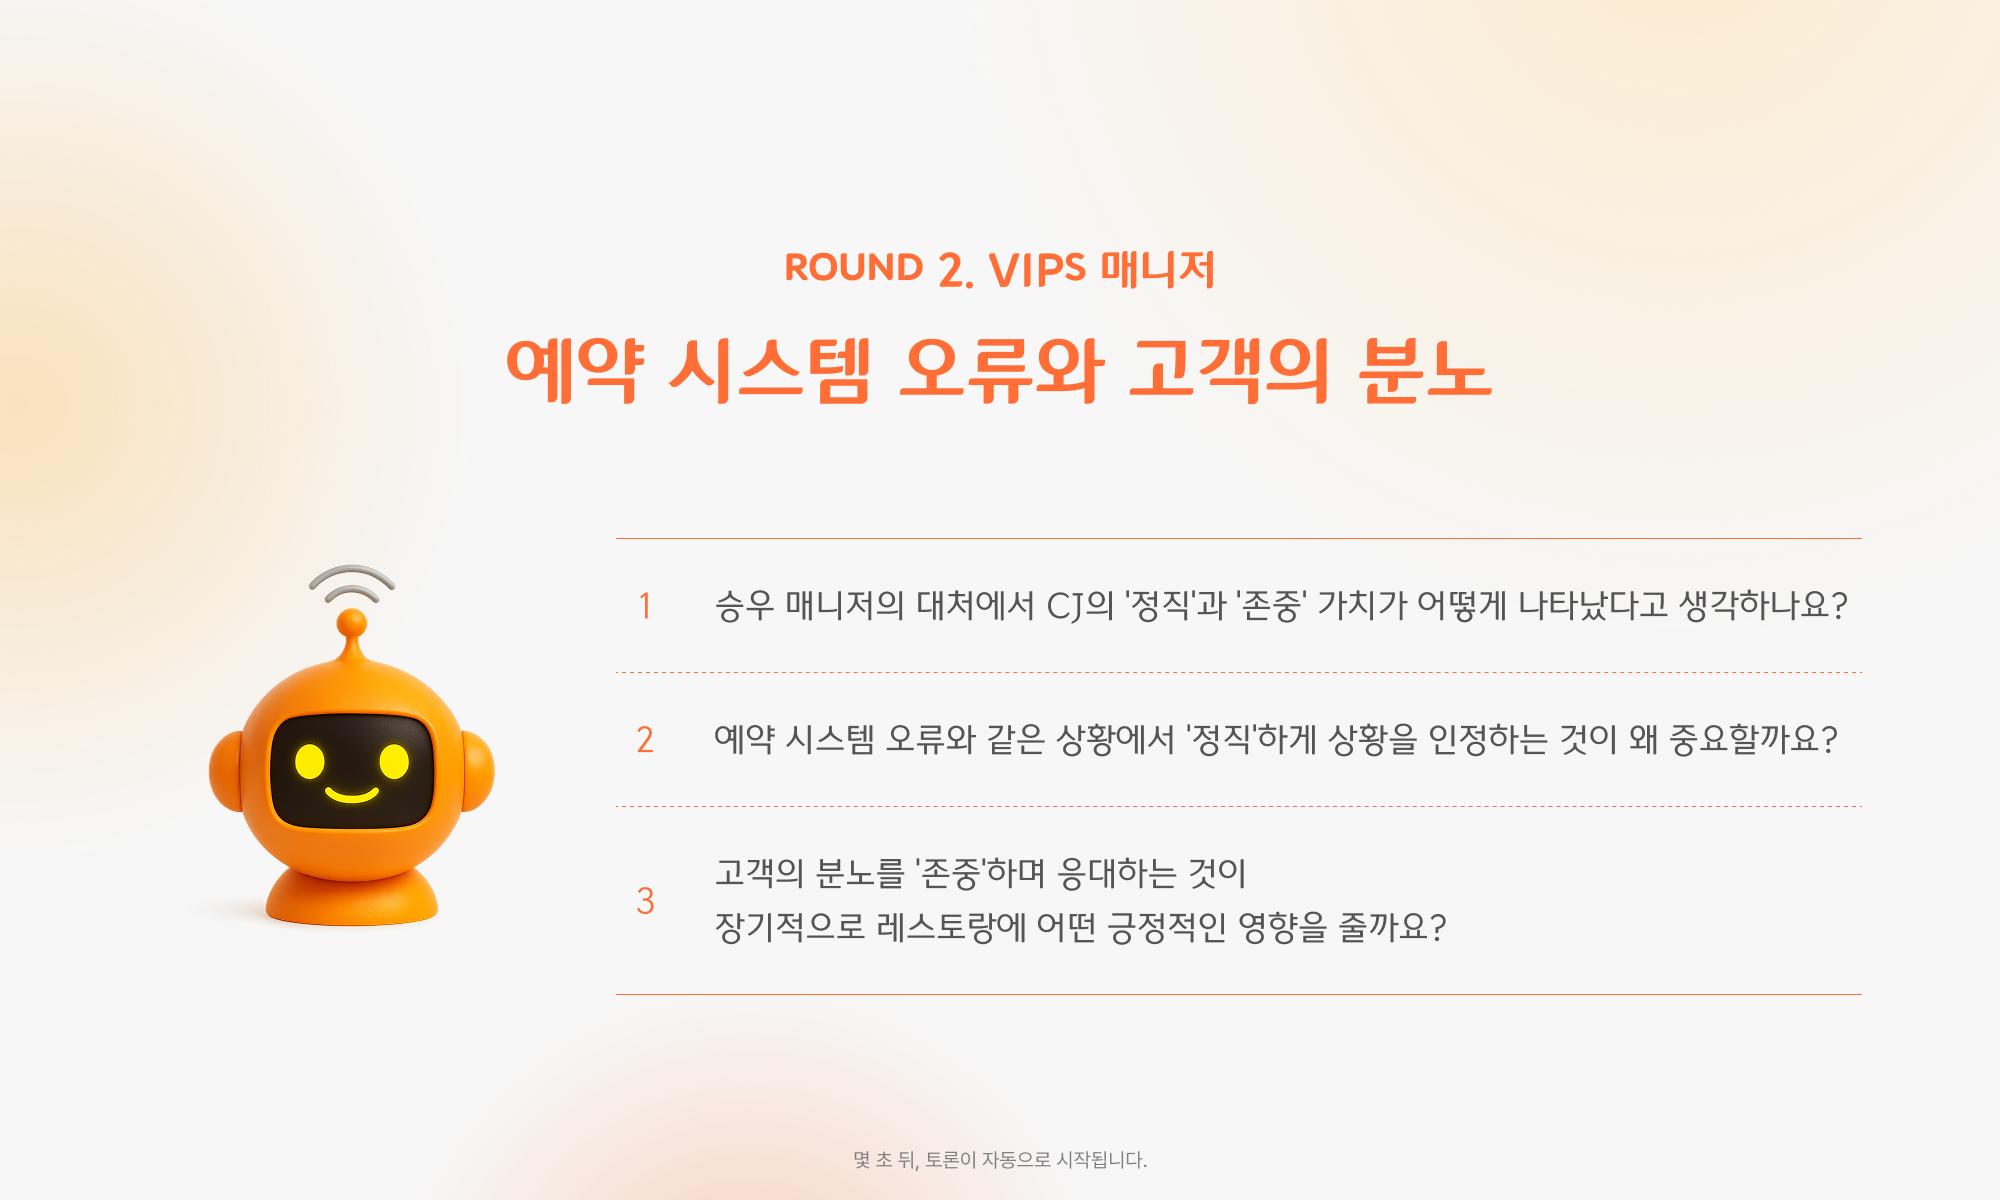 ROUND 2. VIPS 매니저
예약 시스템 오류와 고객의 분노
1 승우 매니저의 대처에서 CJ의 '정직'과 '존중' 가치가 어떻게 나타났다고 생각하나요?
2 예약 시스템 오류와 같은 상황에서 '정직'하게 상황을 인정하는 것이 왜 중요할까요?
3 고객의 분노를 '존중'하며 응대하는 것이
장기적으로 레스토랑에 어떤 긍정적인 영향을 줄까요?
몇 초 뒤, 토론이 자동으로 시작됩니다.